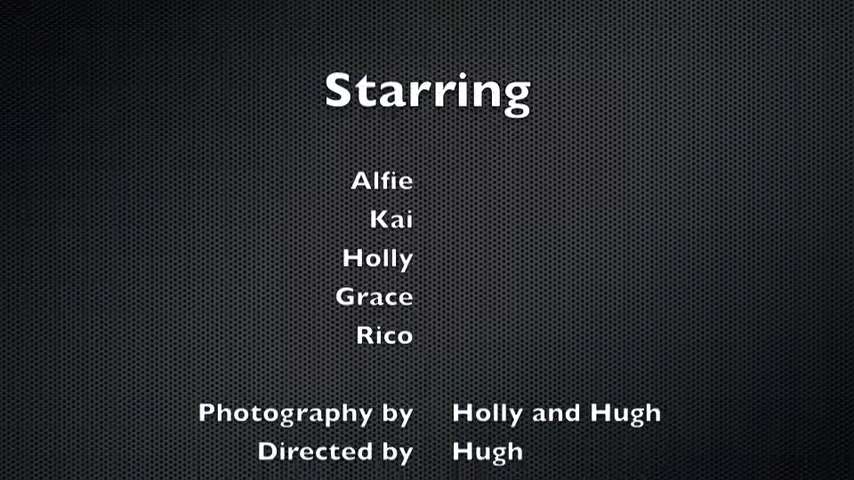 Starring
Alfie
Kai
Holly
Grace
Rico
Photography by Holly and Hugh
Directed by Hugh